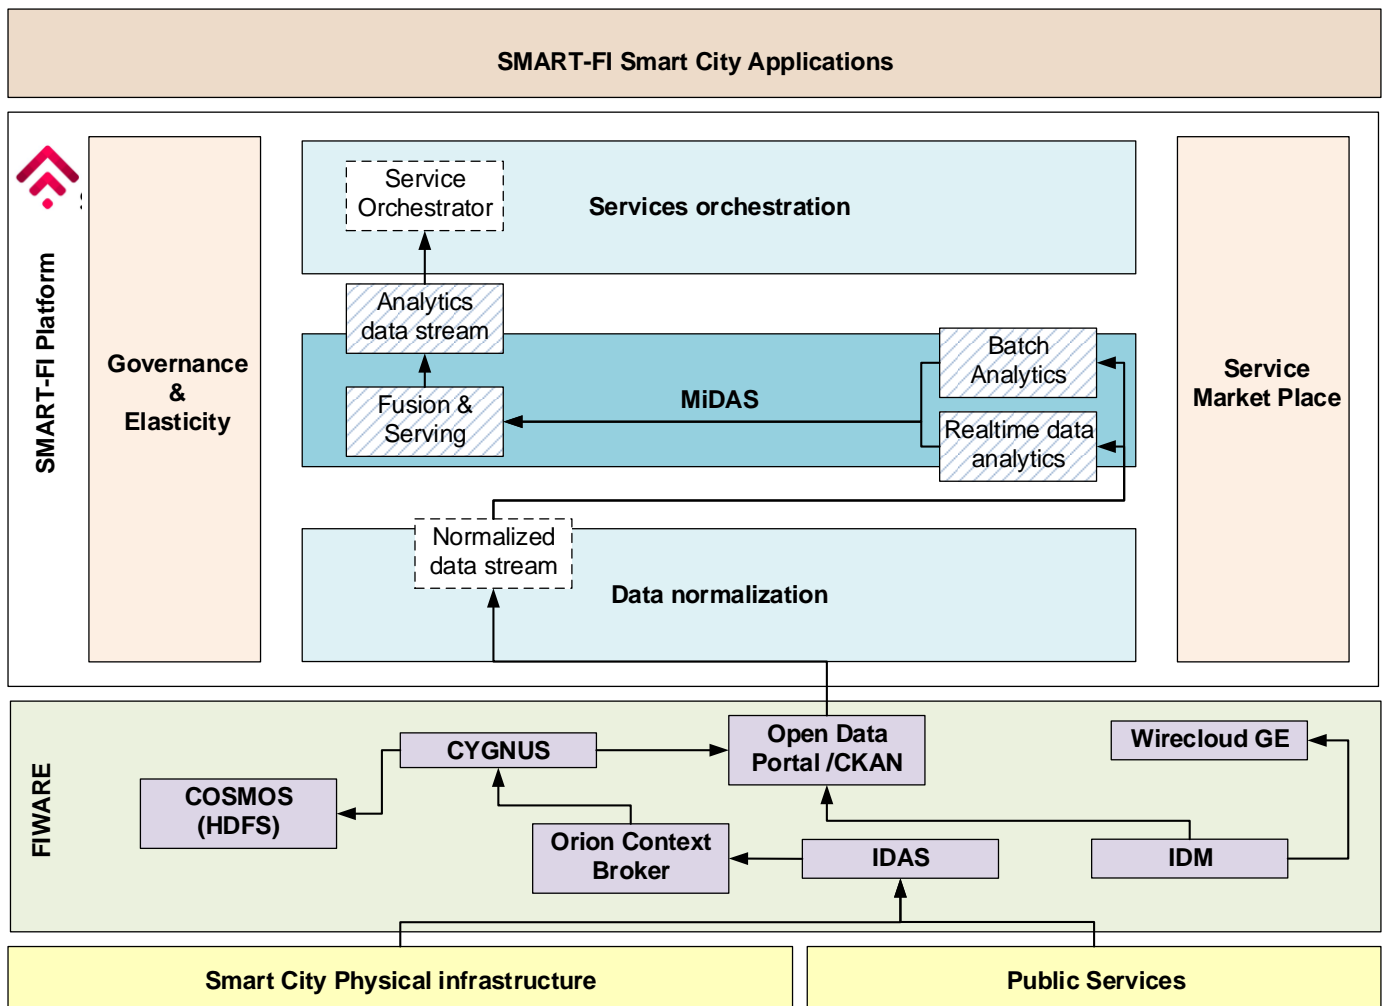 SMART-FI Smart City Applications
SMART-FI Platform
Governance
&
Elasticity
Service
Orchestrator
Services orchestration
Analytics
data stream
Fusion &
Serving
MiDAS
Batch
Analytics
Realtime data
analytics
Normalized
data stream
Data normalization
Service
Market Place
FIWARE
CYGNUS
COSMOS
(HDFS)
Open Data
Portal /CKAN
Wirecloud GE
Orion Context
Broker
IDAS
IDM
Smart City Physical infrastructure
Public Services